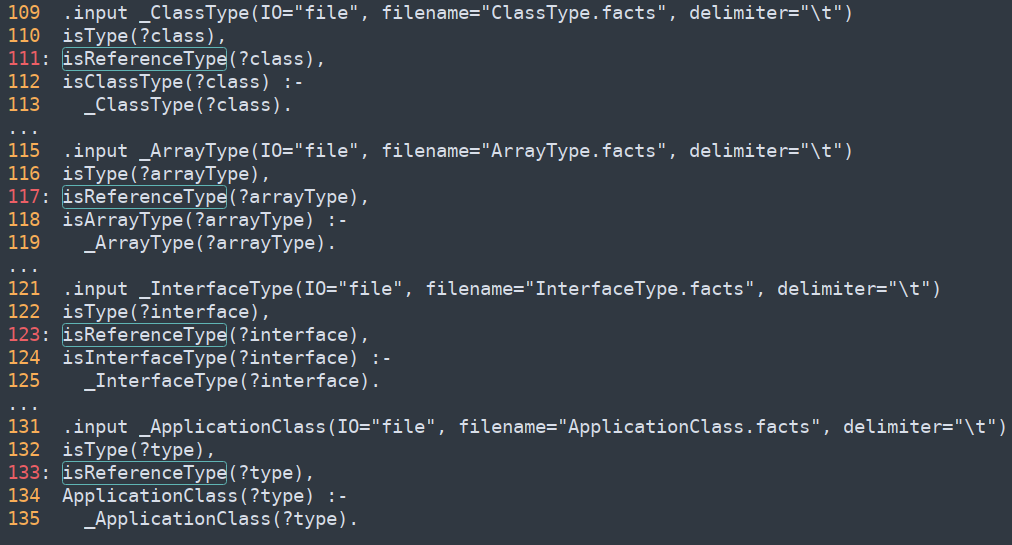 109  .input _ClassType(IO="file", filename="ClassType.facts", delimiter="\t")
110  isType(?class),
111: isReferenceType(?class),
112  isClassType(?class) :-
113    _ClassType(?class).
...
115  .input _ArrayType(IO="file", filename="ArrayType.facts", delimiter="\t")
116  isType(?arrayType),
117: isReferenceType(?arrayType),
118  isArrayType(?arrayType) :-
119    _ArrayType(?arrayType).
...
121  .input _InterfaceType(IO="file", filename="InterfaceType.facts", delimiter="\t")
122  isType(?interface),
123: isReferenceType(?interface),
124  isInterfaceType(?interface) :-
125    _InterfaceType(?interface).
...
131  .input _ApplicationClass(IO="file", filename="ApplicationClass.facts", delimiter="\t")
132  isType(?type),
133: isReferenceType(?type),
134  ApplicationClass(?type) :-
135    _ApplicationClass(?type).